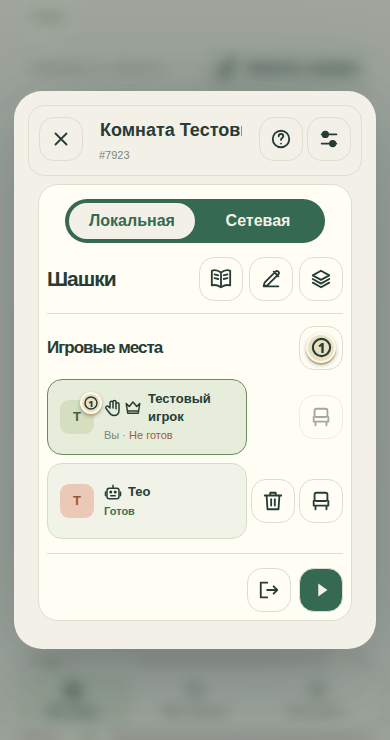 Комната Тестов
#7923
Локальная
Сетевая
Шашки
Игровые места
1
Т
1
Тестовый
игрок
Вы · Не готов
Т
Тео
Готов